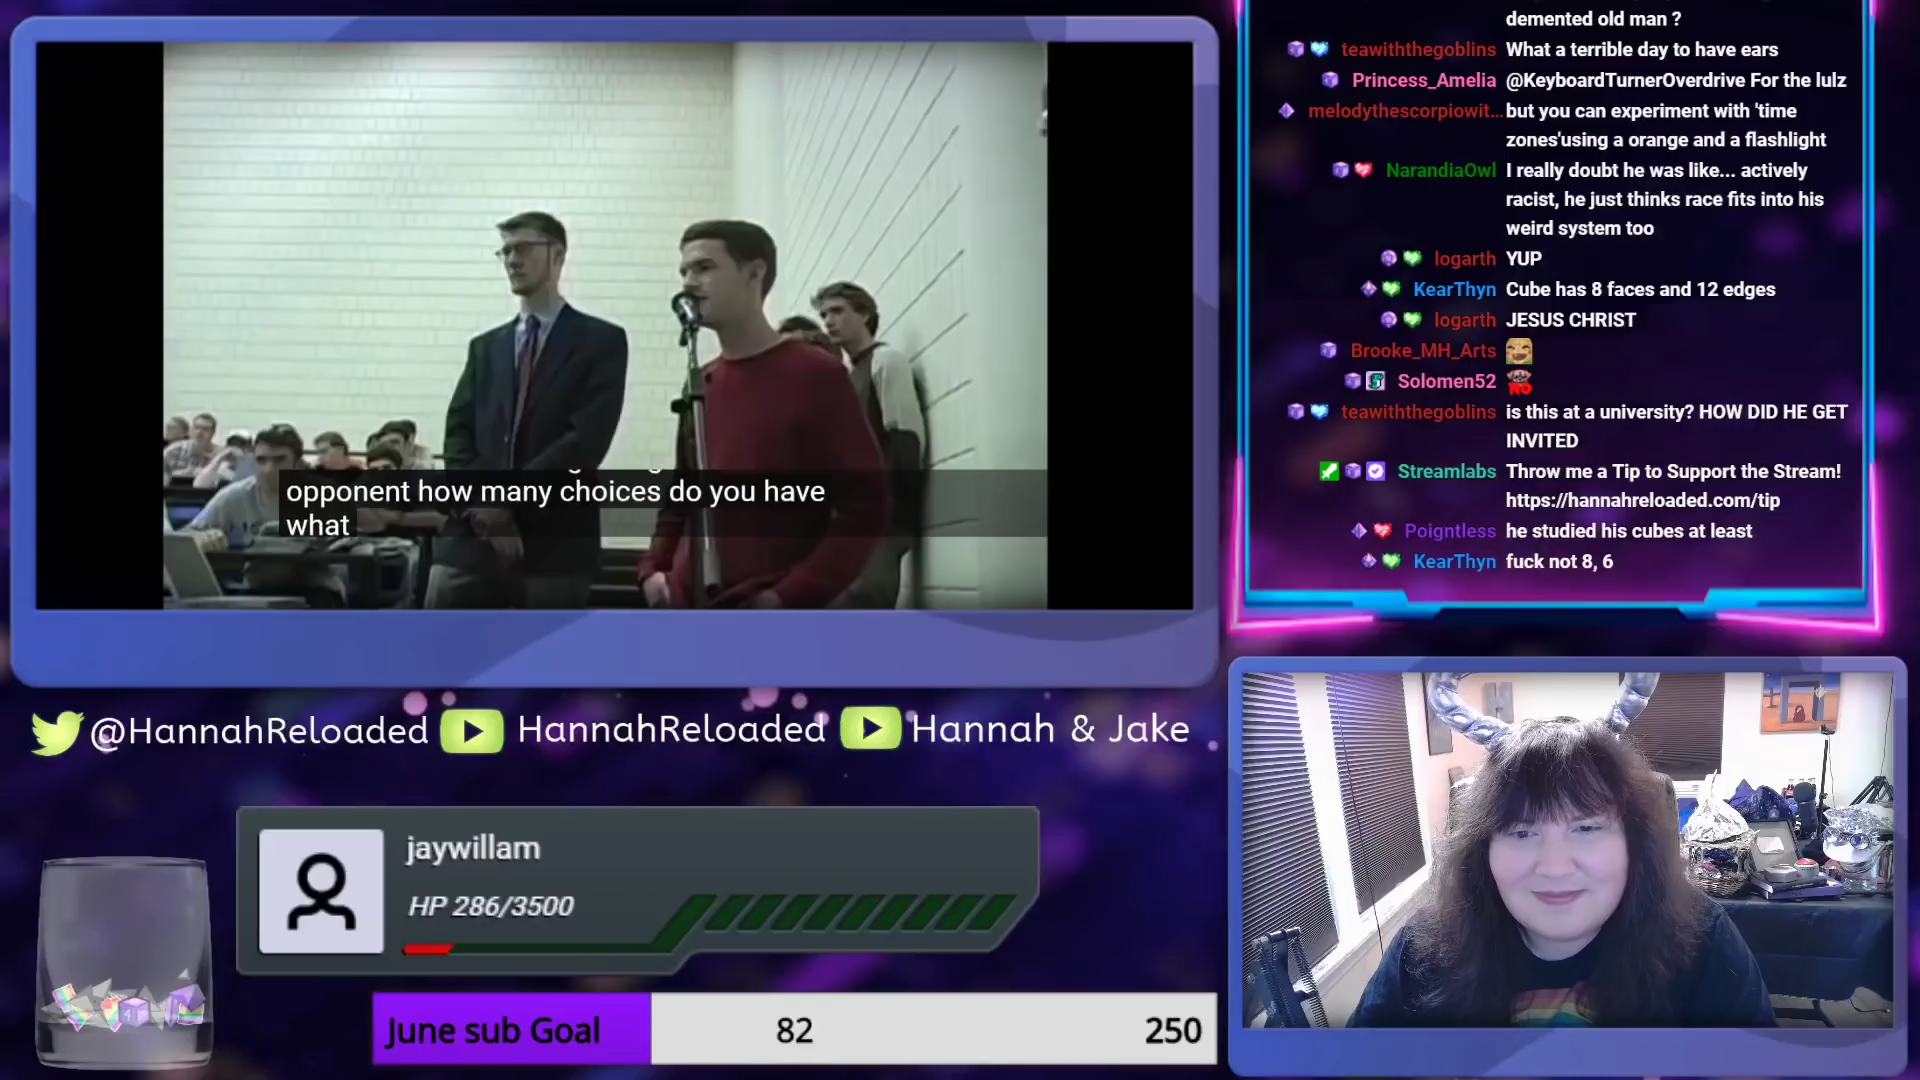 opponent how many choices do you have
what
demented old man ?
teawiththegoblins What a terrible day to have ears
Princess_Amelia @KeyboardTurnerOverdrive For the lulz
melodythescorpiowit... but you can experiment with 'time
zones'using a orange and a flashlight
NarandiaOwl I really doubt he was like... actively
racist, he just thinks race fits into his
weird system too
logarth YUP
KearThyn Cube has 8 faces and 12 edges
logarth JESUS CHRIST
Brooke_MH_Arts
Solomen52 NO
teawiththegoblins is this at a university? HOW DID HE GET
INVITED
Streamlabs Throw me a Tip to Support the Stream!
https://hannahreloaded.com/tip
Poigntless he studied his cubes at least
KearThyn fuck not 8, 6
@HannahReloaded HannahReloaded Hannah & Jake
jaywillam
HP 286/3500
June sub Goal 82 250